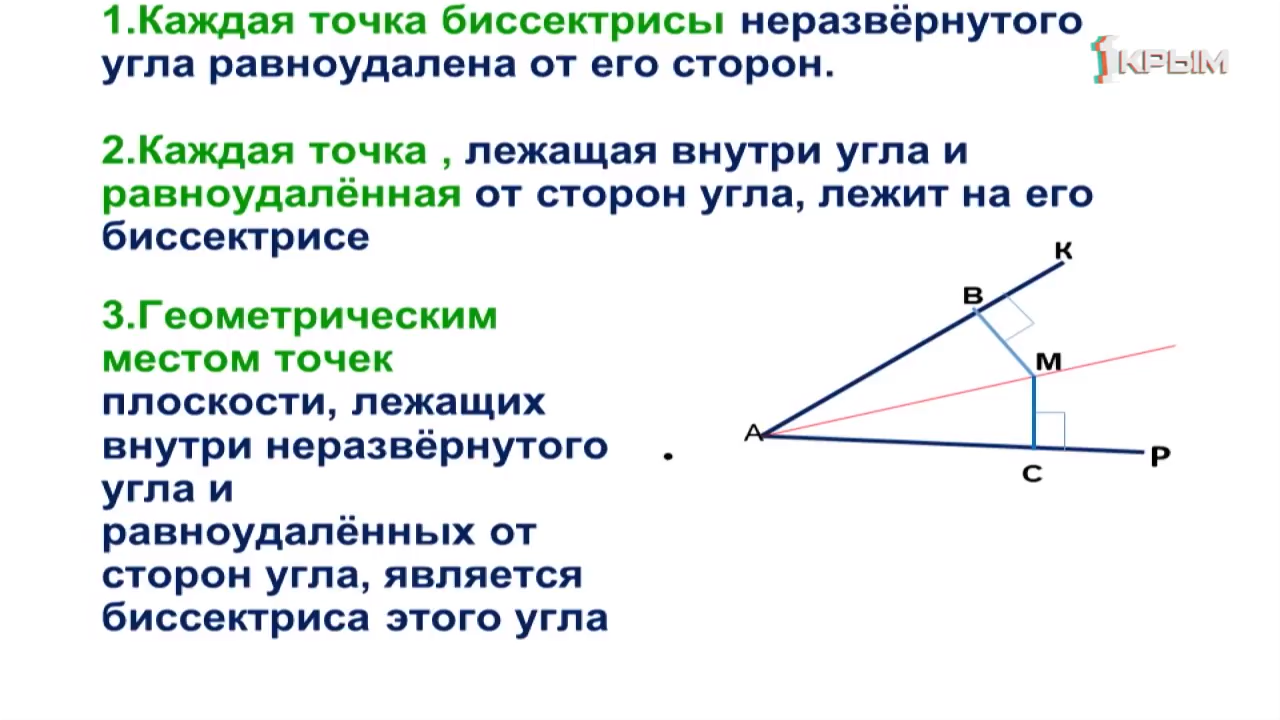 1.Каждая точка биссектрисы неразвёрнутого
угла равноудалена от его сторон.
1КРЫМ
2.Каждая точка , лежащая внутри угла и
равноудалённая от сторон угла, лежит на его
биссектрисе
К
В
3.Геометрическим
местом точек
М
плоскости, лежащих
А
внутри неразвёрнутого
Р
С
угла и
равноудалённых от
сторон угла, является
биссектриса этого угла